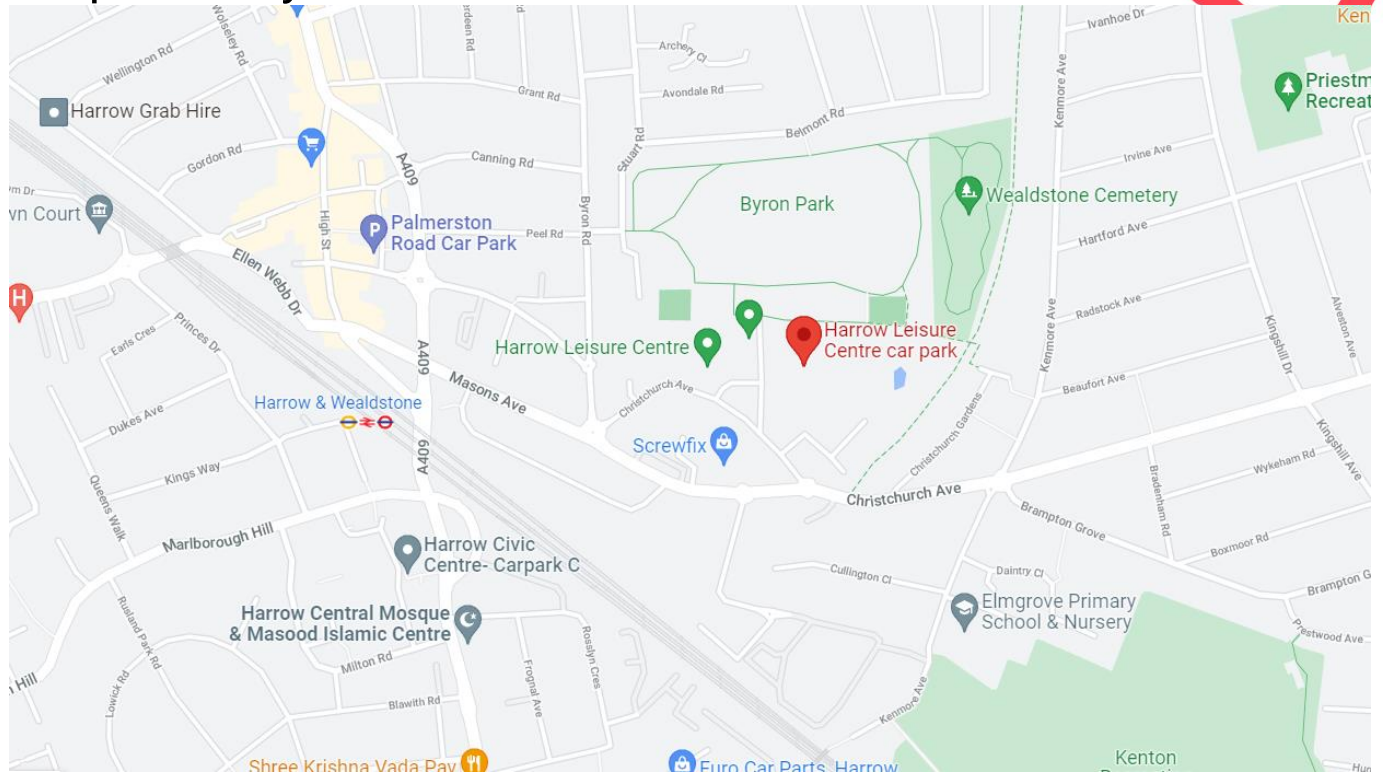 Ivanhoe Dr
Ken
Wolseley Rd
Wellington Rd
Archery Cl
Kenmore Ave
Priestm
Recreat
Harrow Grab Hire
Grant Rd
Avondale Rd
Belmont Rd
Stuart Rd
A409
Gordon Rd
Canning Rd
Irvine Ave
Wealdstone Cemetery
Byron Park
wn Court
High St
Palmerston
Road Car Park
Peel Rd
Byron Rd
Hartford Ave
Ellen Webb Dr
H
Princes Dr
Earls Cres
Radstock Ave
Kingshill Dr
Alveston Ave
Harrow Leisure Centre
Harrow Leisure
Centre car park
Kenmore Ave
A409
Masons Ave
Christchurch Ave
Beaufort Ave
Harrow & Wealdstone
Dukes Ave
Christchurch Gardens
Kingshill Ave
Screwfix
A409
Kings Way
Queens Walk
Wykeham Rd
Bradenham Rd
Christchurch Ave
Brampton Grove
Marlborough Hill
Boxmoor Rd
Harrow Civic
Centre- Carpark C
Cullington Cl
Daintry Cl
Brampton G
Elmgrove Primary
School & Nursery
Harrow Central Mosque
& Masood Islamic Centre
Rusland Park Rd
Prestwood Ave
Milton Rd
Rosslyn Cres
Frognal Ave
Hill
Lowick Rd
Blawith Rd
Kenmore Ave
Shree Krishna Vada Pav
Euro Car Parts, Harrow
Kenton